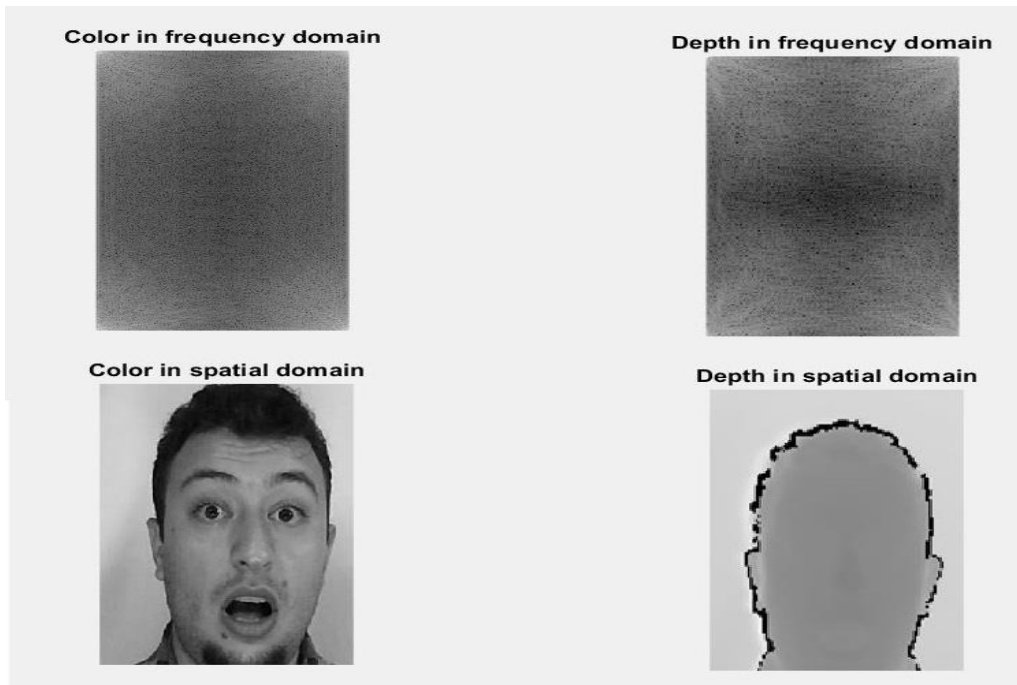 Color in frequency domain
Depth in frequency domain
Color in spatial domain
Depth in spatial domain